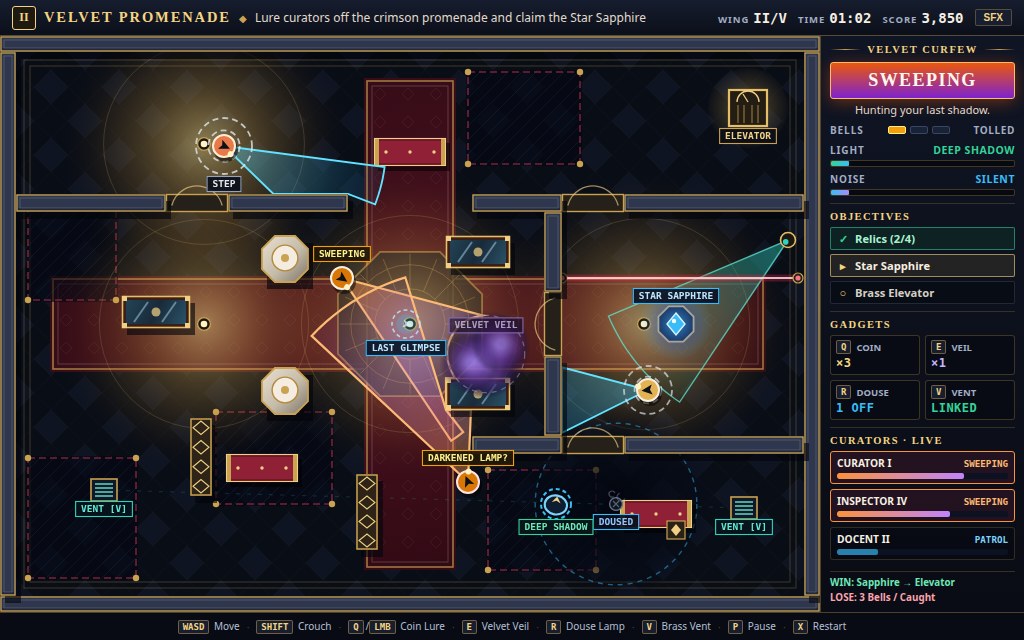 II VELVET PROMENADE ◆ Lure curators off the crimson promenade and claim the Star Sapphire WING II/V TIME 01:02 SCORE 3,850 SFX
ELEVATOR
STEP
SWEEPING
STAR SAPPHIRE
VELVET VEIL
LAST GLIMPSE
DARKENED LAMP?
VENT [V]
DEEP SHADOW
DOUSED
VENT [V]
VELVET CURFEW
SWEEPING
Hunting your last shadow.
BELLS TOLLED
LIGHT DEEP SHADOW
NOISE SILENT
OBJECTIVES
✓ Relics (2/4)
▸ Star Sapphire
○ Brass Elevator
GADGETS
Q COIN ×3
E VEIL ×1
R DOUSE 1 OFF
V VENT LINKED
CURATORS · LIVE
CURATOR I SWEEPING
INSPECTOR IV SWEEPING
DOCENT II PATROL
WIN: Sapphire → Elevator
LOSE: 3 Bells / Caught
WASD Move · SHIFT Crouch · Q/LMB Coin Lure · E Velvet Veil · R Douse Lamp · V Brass Vent · P Pause · X Restart